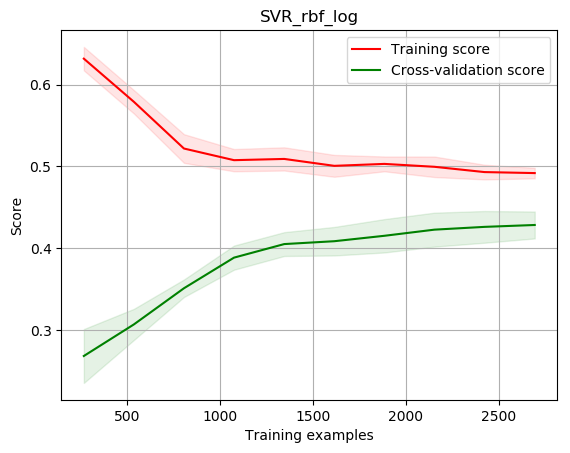 SVR_rbf_log
Training score
Cross-validation score
0.6
0.5
0.4
0.3
Score
500
1000
1500
2000
2500
Training examples